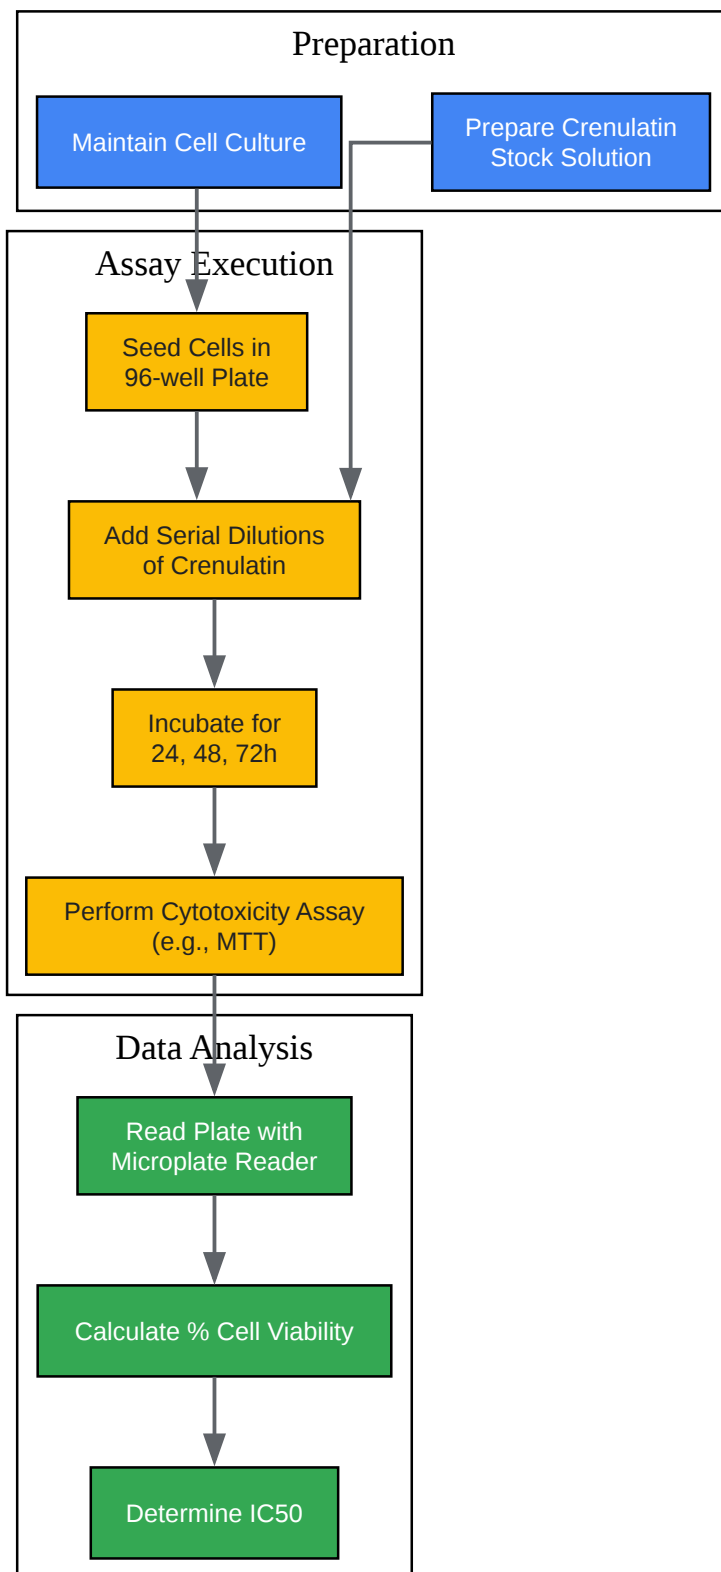 Preparation
Maintain Cell Culture
Prepare Crenulatin
Stock Solution
Assay Execution
Seed Cells in
96-well Plate
Add Serial Dilutions
of Crenulatin
Incubate for
24, 48, 72h
Perform Cytotoxicity Assay
(e.g., MTT)
Data Analysis
Read Plate with
Microplate Reader
Calculate % Cell Viability
Determine IC50